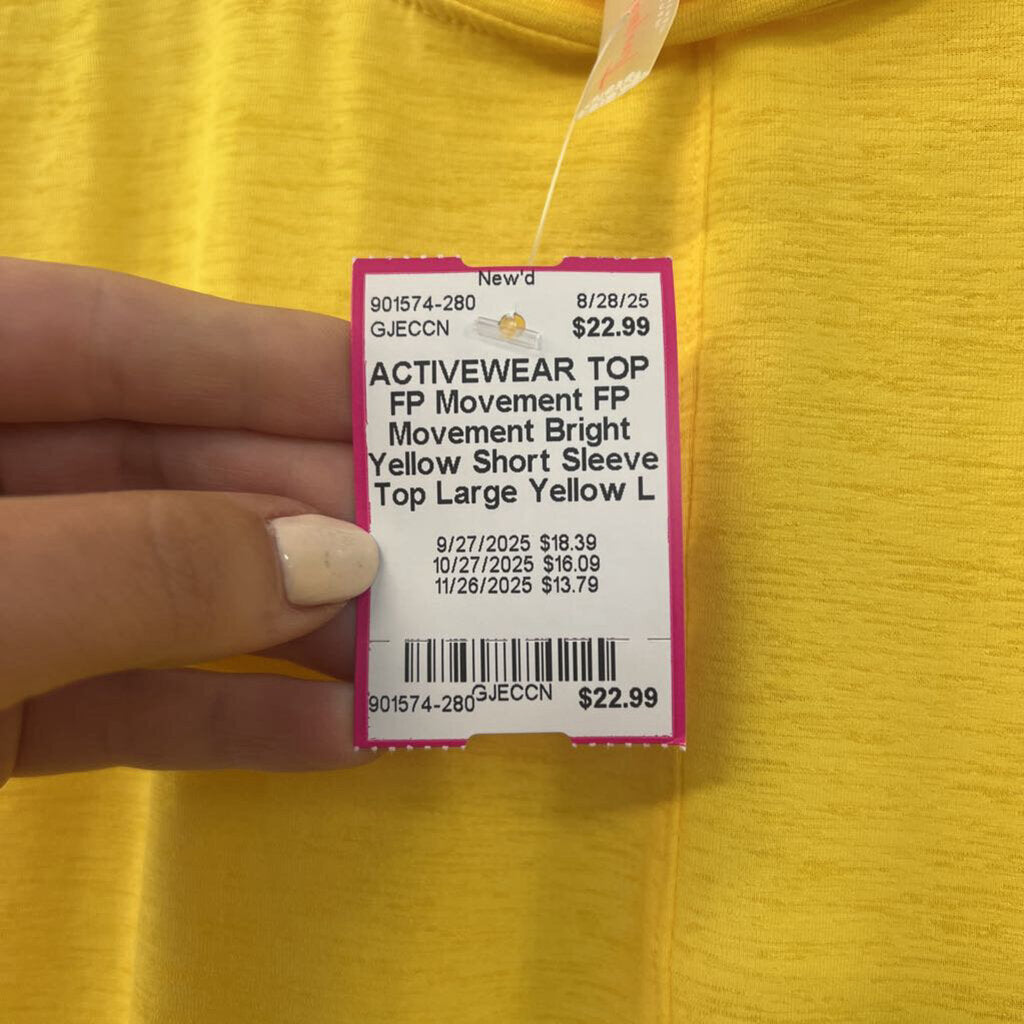 New'd
901574-280 8/28/25
GJECCN $22.99
ACTIVEWEAR TOP
FP Movement FP
Movement Bright
Yellow Short Sleeve
Top Large Yellow L
9/27/2025 $18.39
10/27/2025 $16.09
11/26/2025 $13.79
901574-280 GJECCN $22.99